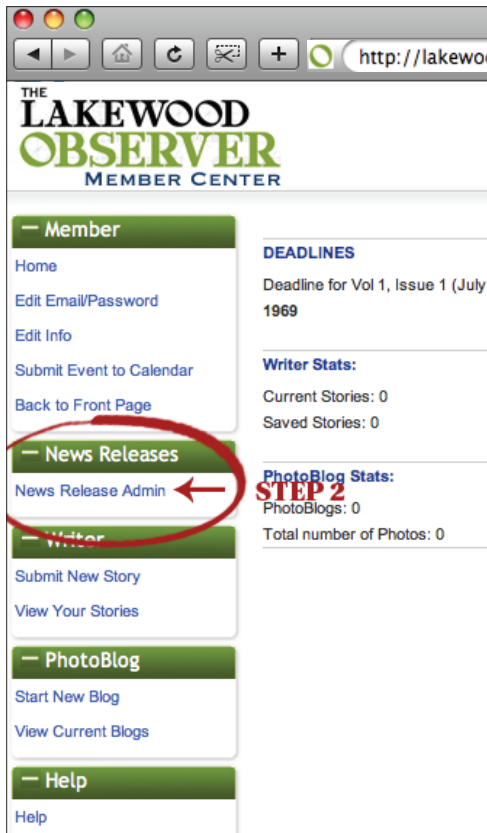 http://lakewoo
THE
LAKEWOOD
OBSERVER
MEMBER CENTER
Member
Home
Edit Email/Password
Edit Info
Submit Event to Calendar
Back to Front Page
News Releases
News Release Admin
Writer
Submit New Story
View Your Stories
PhotoBlog
Start New Blog
View Current Blogs
Help
Help
DEADLINES
Deadline for Vol 1, Issue 1 (July
1969
Writer Stats:
Current Stories: 0
Saved Stories: 0
PhotoBlog Stats:
STEP 2
PhotoBlogs: 0
Total number of Photos: 0